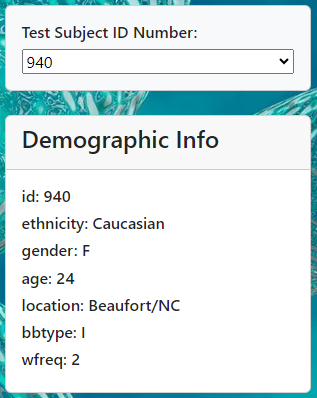 Test Subject ID Number:
940
Demographic Info
id: 940
ethnicity: Caucasian
gender: F
age: 24
location: Beaufort/NC
bbtype: I
wfreq: 2